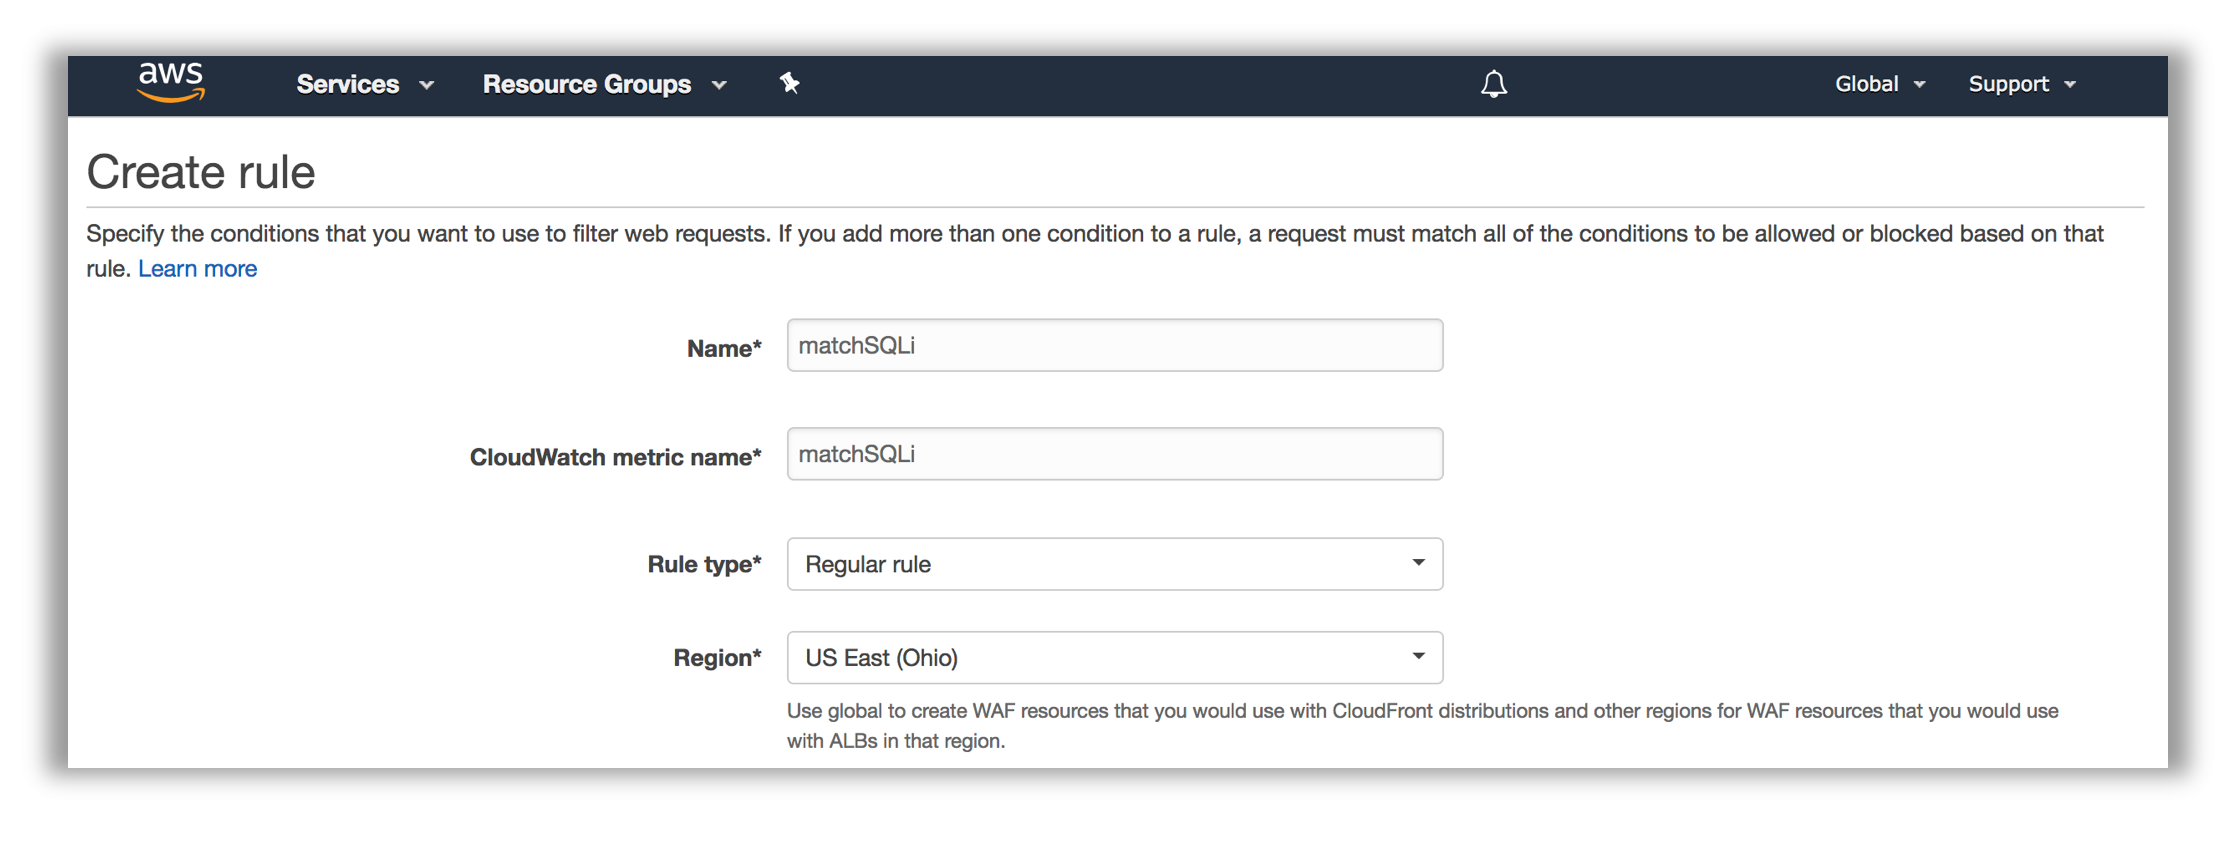 aws Services Resource Groups Global Support
Create rule
Specify the conditions that you want to use to filter web requests. If you add more than one condition to a rule, a request must match all of the conditions to be allowed or blocked based on that
rule. Learn more
Name* matchSQLi
CloudWatch metric name* matchSQLi
Rule type* Regular rule
Region* US East (Ohio)
Use global to create WAF resources that you would use with CloudFront distributions and other regions for WAF resources that you would use
with ALBs in that region.